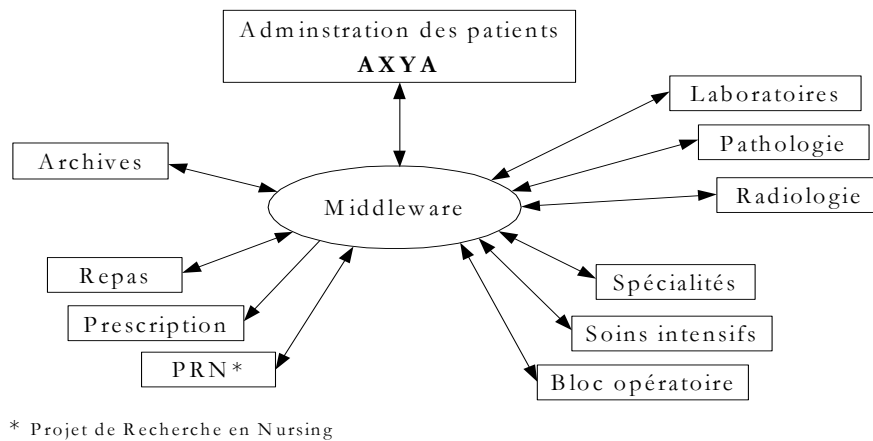 Adminstration des patients
AXYA
Laboratoires
Pathologie
Archives
Radiologie
Middleware
Repas
Spécialités
Prescription
Soins intensifs
PRN*
Bloc opératoire
* Projet de Recherche en Nursing